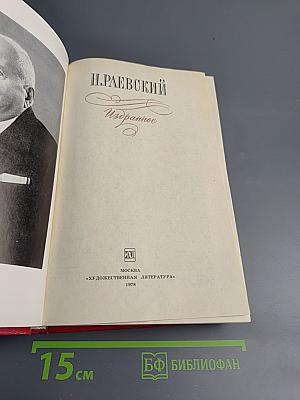 Н.РАЕВСКИЙ
Избранное
МОСКВА
«ХУДОЖЕСТВЕННАЯ ЛИТЕРАТУРА»
1978
15 см
БФ БИБЛИОФАН